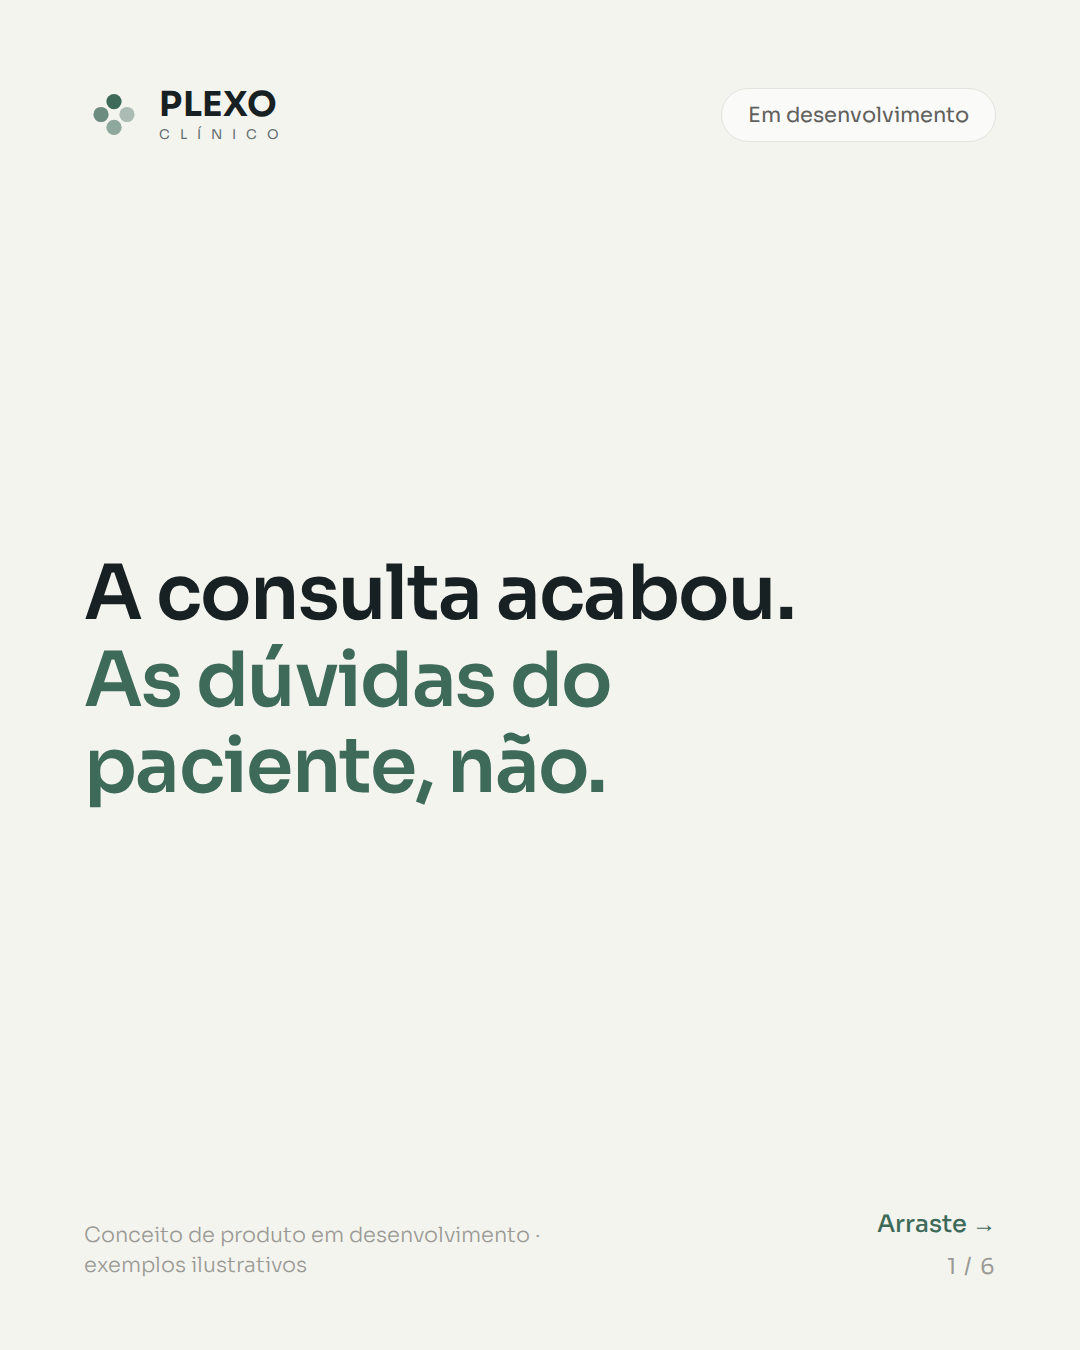 PLEXO
CLÍNICO
Em desenvolvimento
A consulta acabou.
As dúvidas do
paciente, não.
Conceito de produto em desenvolvimento ·
exemplos ilustrativos
Arraste →
1 / 6